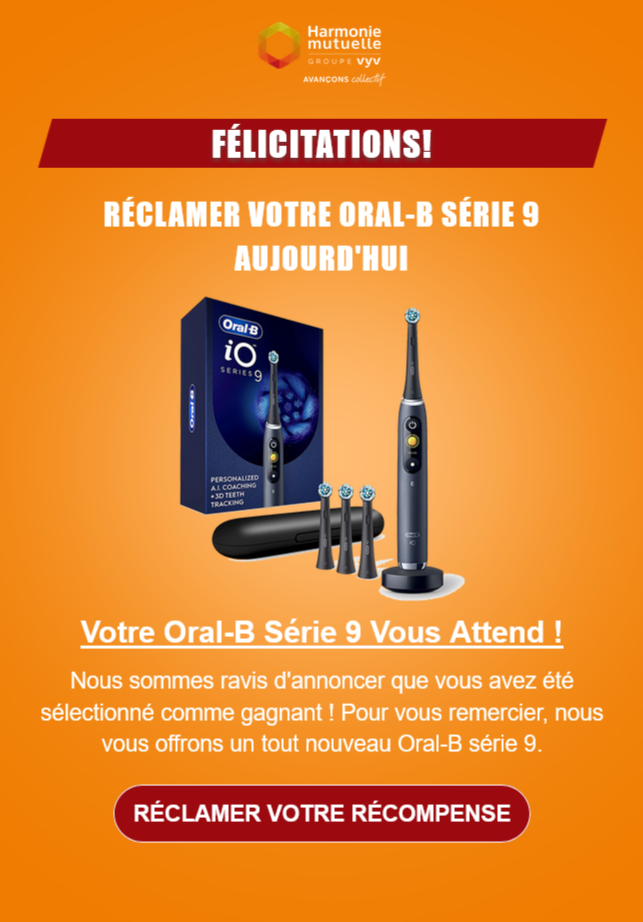 Harmonie
mutuelle
GROUPE vyv
AVANÇONS collectif
FÉLICITATIONS!
RÉCLAMER VOTRE ORAL-B SÉRIE 9
AUJOURD'HUI
Oral-B
iO
SERIES 9
Oral-B
PERSONALIZED
A.I. COACHING
+3D TEETH
TRACKING
Votre Oral-B Série 9 Vous Attend !
Nous sommes ravis d'annoncer que vous avez été
sélectionné comme gagnant ! Pour vous remercier, nous
vous offrons un tout nouveau Oral-B série 9.
RÉCLAMER VOTRE RÉCOMPENSE